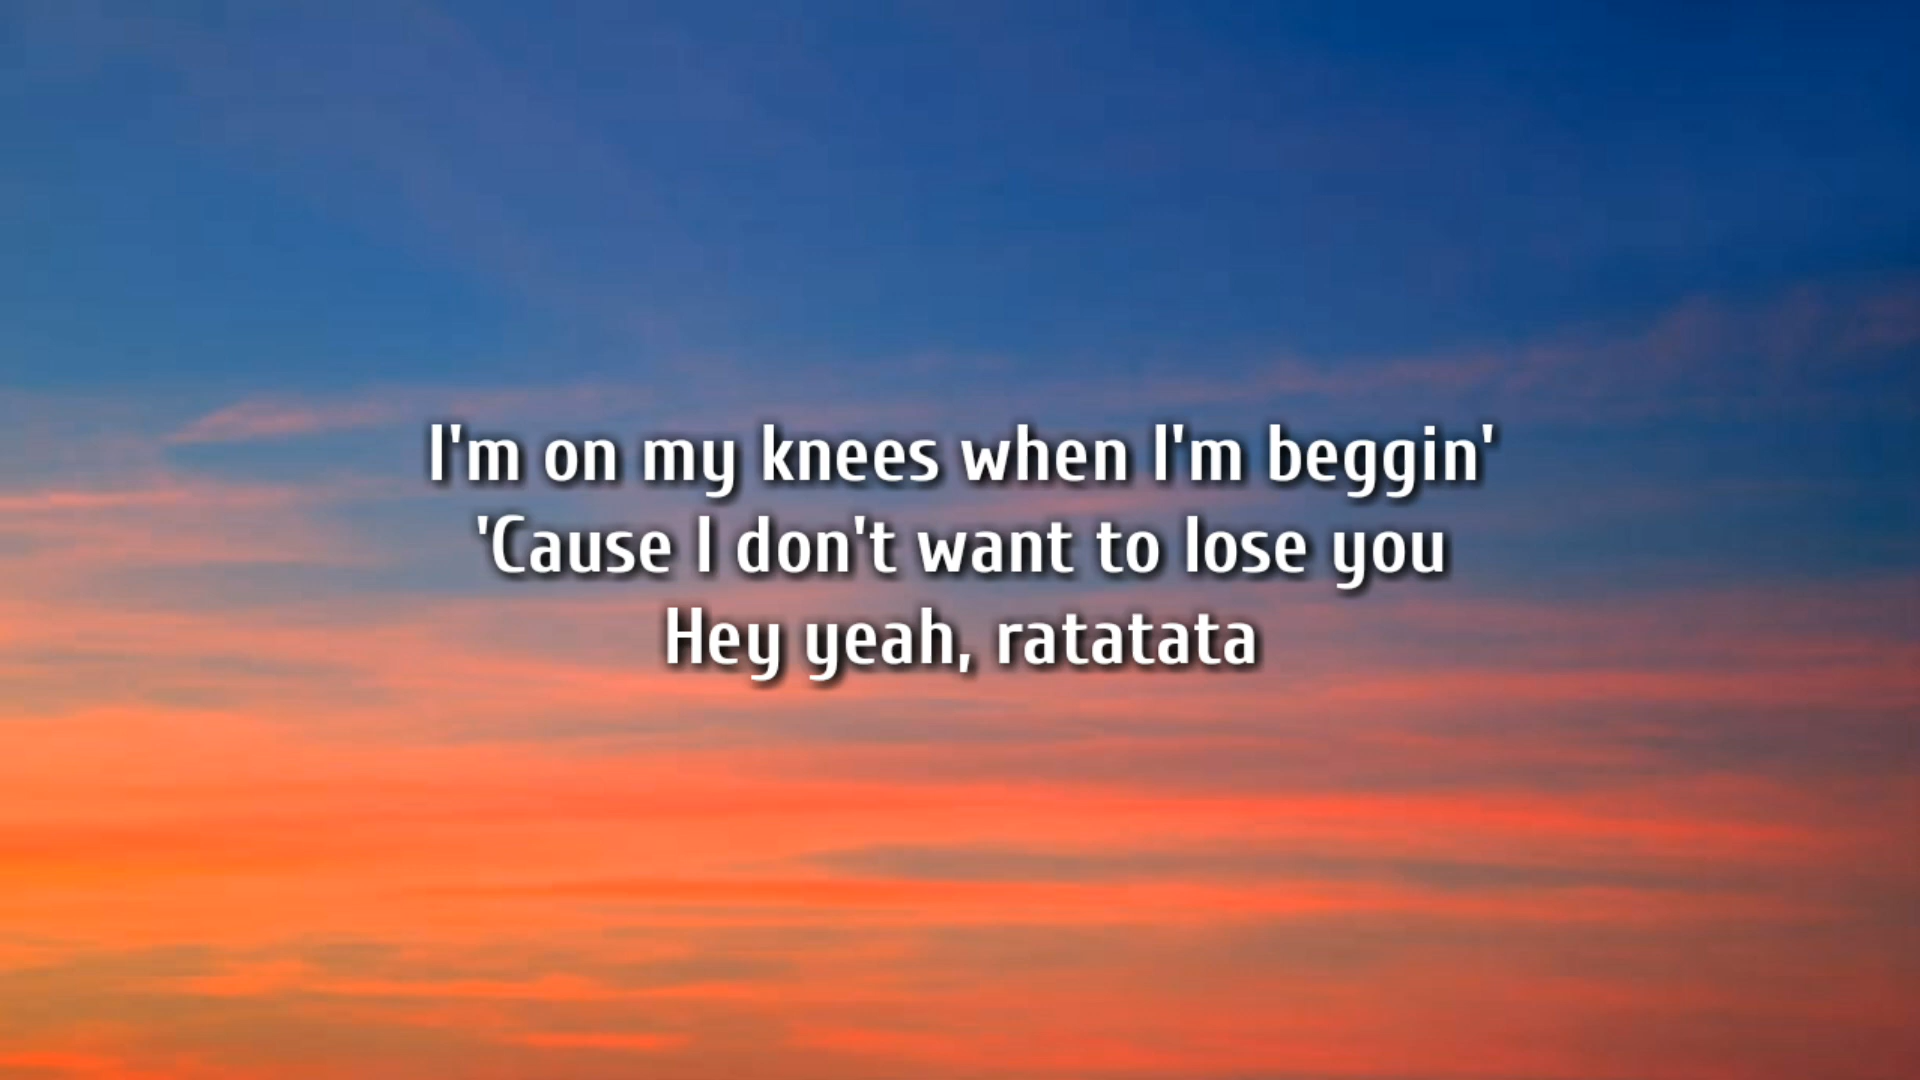 I'm on my knees when I'm beggin'
'Cause I don't want to lose you
Hey yeah, ratatata